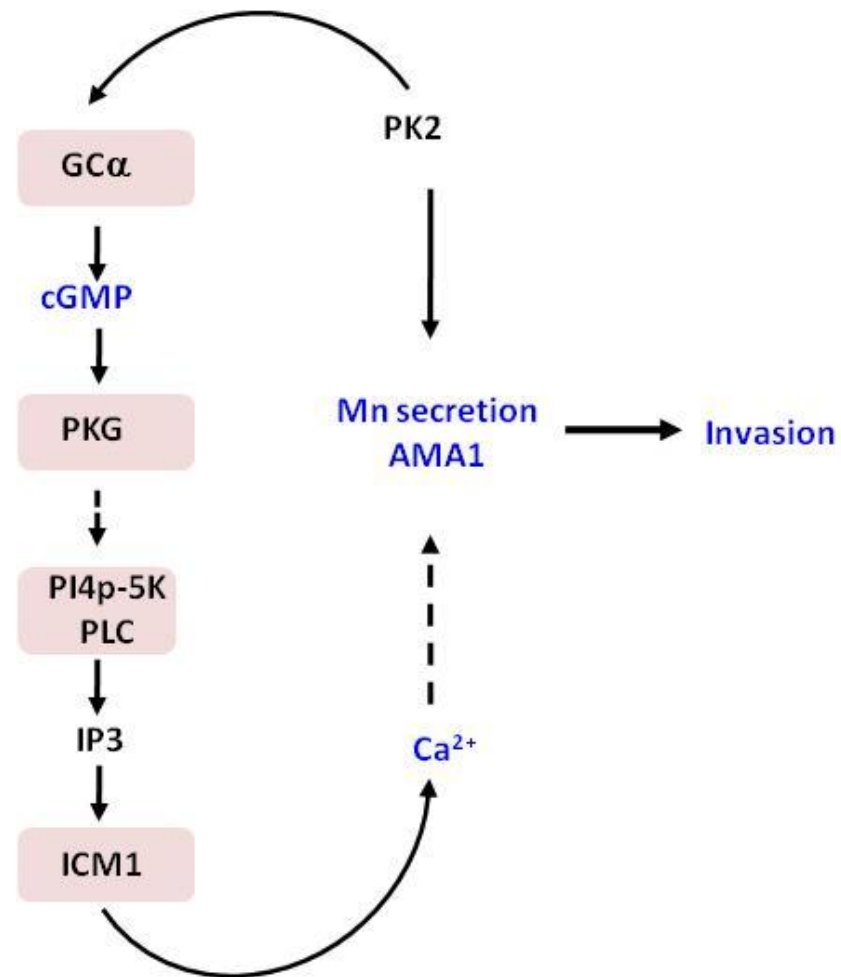 PK2
GCα
cGMP
PKG
PI4p-5K
PLC
IP3
ICM1
Ca²⁺
Mn secretion
AMA1
Invasion